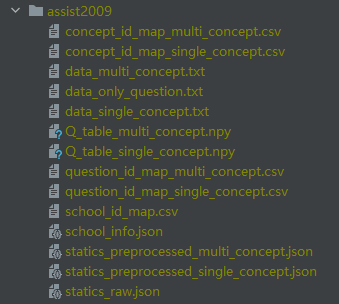 assist2009
concept_id_map_multi_concept.csv
concept_id_map_single_concept.csv
data_multi_concept.txt
data_only_question.txt
data_single_concept.txt
Q_table_multi_concept.npy
Q_table_single_concept.npy
question_id_map_multi_concept.csv
question_id_map_single_concept.csv
school_id_map.csv
school_info.json
statics_preprocessed_multi_concept.json
statics_preprocessed_single_concept.json
statics_raw.json